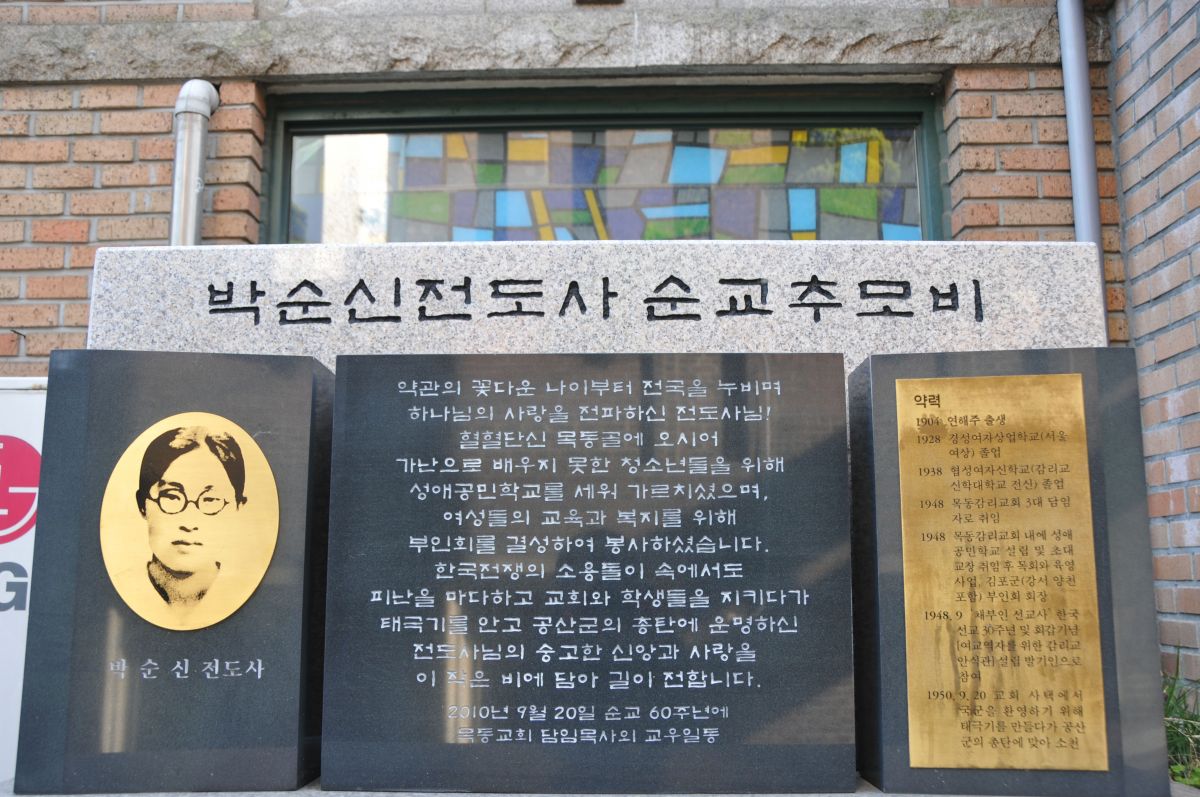 박순신전도사 순교추모비
박 순 신 전도사
약관의 꽃다운 나이부터 전국을 누비며
하나님의 사랑을 전파하신 전도사님!
혈혈단신 목동골에 오시어
가난으로 배우지 못한 청소년들을 위해
성애공민학교를 세워 가르치셨으며,
여성들의 교육과 복지를 위해
부인회를 결성하여 봉사하셨습니다.
한국전쟁의 소용돌이 속에서도
피난을 마다하고 교회와 학생들을 지키다가
태극기를 안고 공산군의 총탄에 운명하신
전도사님의 숭고한 신앙과 사랑을
이 작은 비에 담아 길이 전합니다.
2010년 9월 20일 순교 60주년에
목동교회 담임목사외 교우일동
약력
1904 연해주 출생
1928 경성여자상업학교(서울
여상) 졸업
1938 협성여자신학교(감리교
신학대학교 전신) 졸업
1948 목동감리교회 3대 담임
자로 취임
1948 목동감리교회 내에 성애
공민학교 설립 및 초대
교장 취임 후 목회와 육영
사업, 김포군(강서 양천
포함) 부인회 회장
1948. 9 '채부인 선교사' 한국
선교 30주년 및 회갑기념
[여교역자를 위한 감리교
안식관] 설립 발기인으로
참여
1950. 9. 20 교회 사택에서
국군을 환영하기 위해
태극기를 만들다가 공산
군의 총탄에 맞아 소천
G